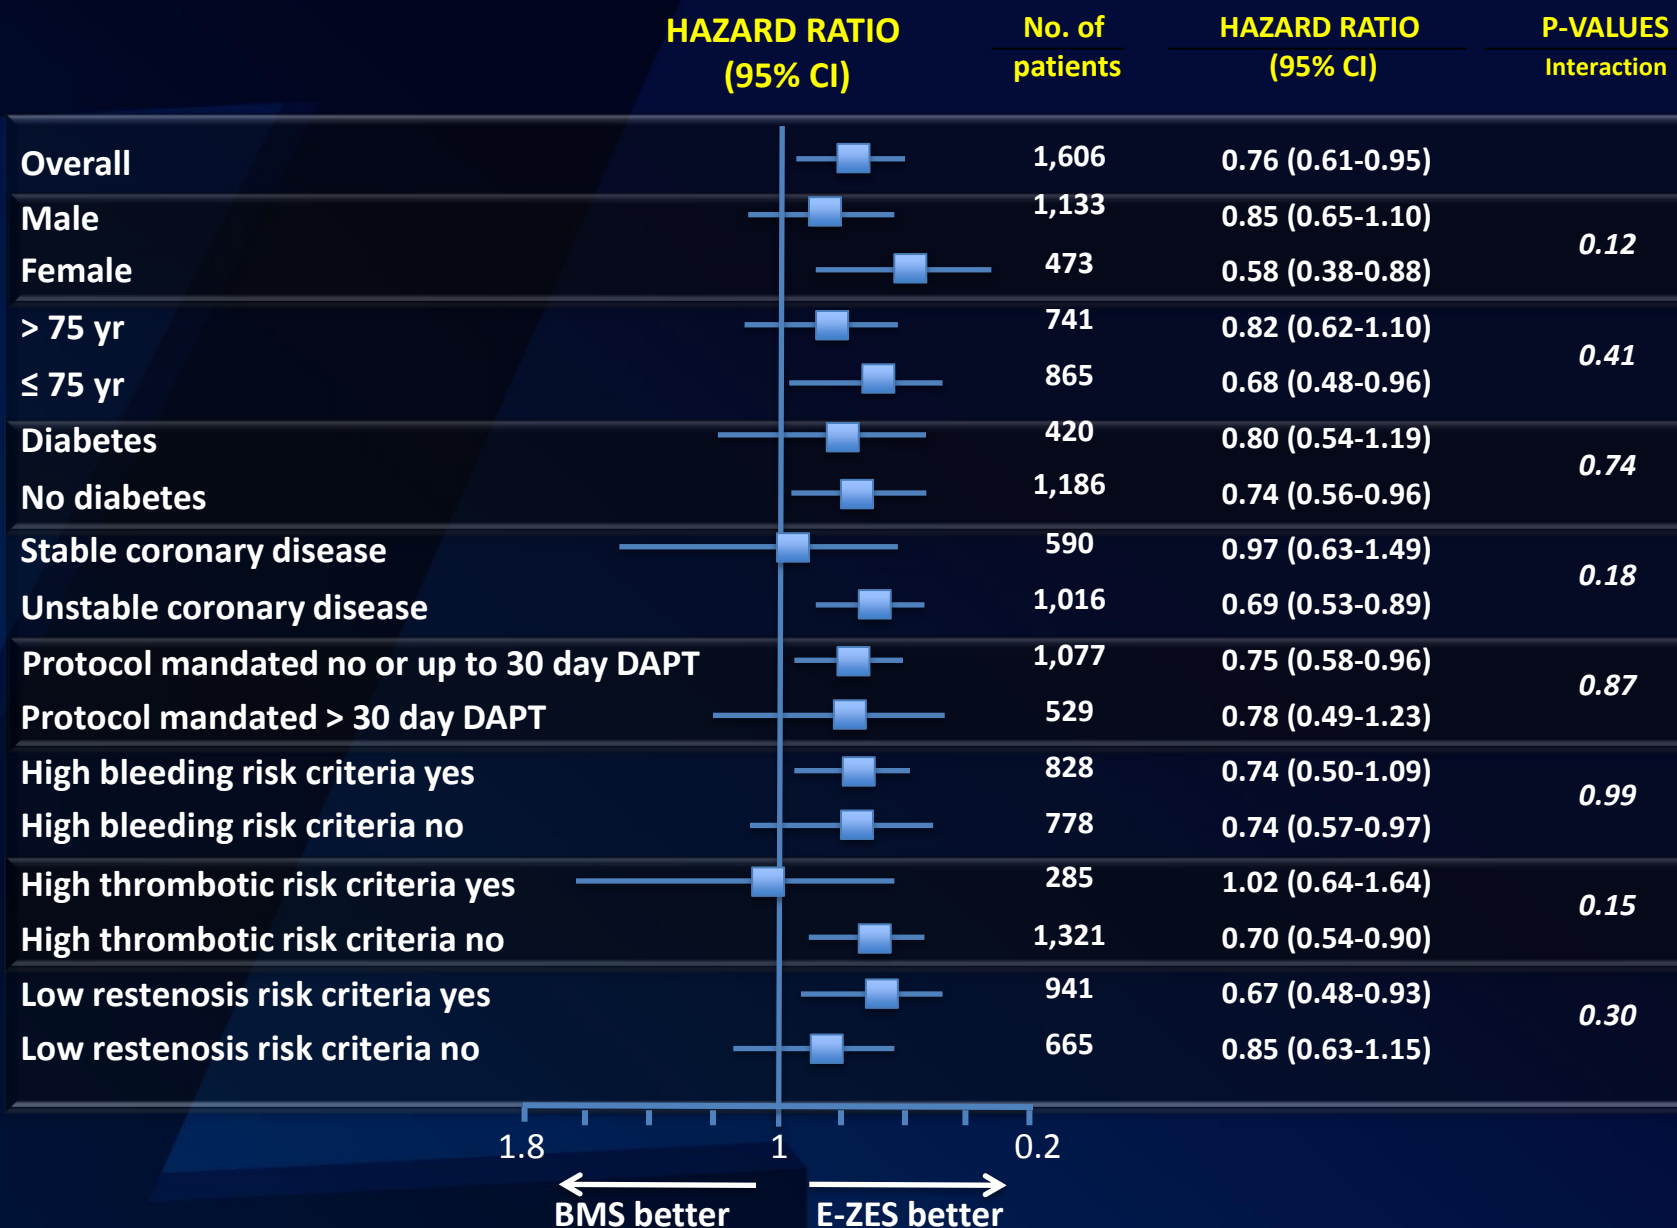 HAZARD RATIO No. of HAZARD RATIO P-VALUES
(95% CI) patients (95% CI) Interaction
Overall 1,606 0.76 (0.61-0.95)
Male 1,133 0.85 (0.65-1.10)
0.12
Female 473 0.58 (0.38-0.88)
> 75 yr 741 0.82 (0.62-1.10)
0.41
≤ 75 yr 865 0.68 (0.48-0.96)
Diabetes 420 0.80 (0.54-1.19)
0.74
No diabetes 1,186 0.74 (0.56-0.96)
Stable coronary disease 590 0.97 (0.63-1.49)
0.18
Unstable coronary disease 1,016 0.69 (0.53-0.89)
Protocol mandated no or up to 30 day DAPT 1,077 0.75 (0.58-0.96)
0.87
Protocol mandated > 30 day DAPT 529 0.78 (0.49-1.23)
High bleeding risk criteria yes 828 0.74 (0.50-1.09)
0.99
High bleeding risk criteria no 778 0.74 (0.57-0.97)
High thrombotic risk criteria yes 285 1.02 (0.64-1.64)
0.15
High thrombotic risk criteria no 1,321 0.70 (0.54-0.90)
Low restenosis risk criteria yes 941 0.67 (0.48-0.93)
0.30
Low restenosis risk criteria no 665 0.85 (0.63-1.15)
1.8 1 0.2
BMS better E-ZES better